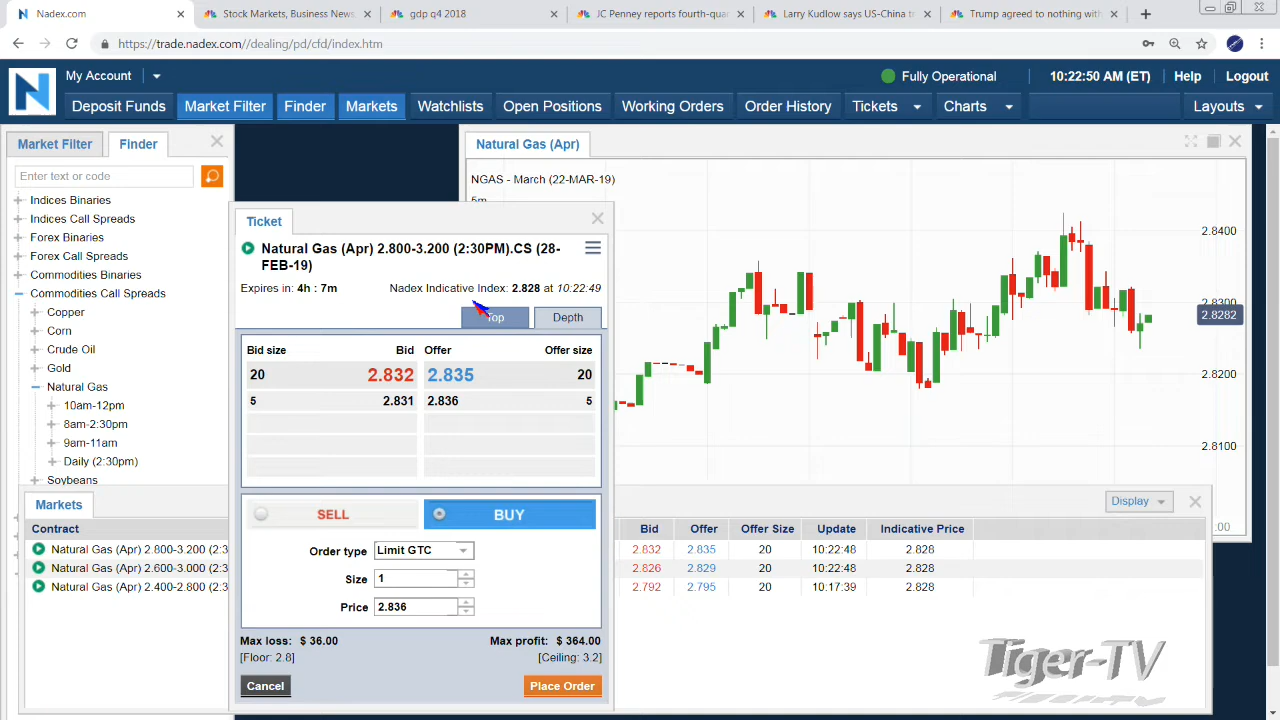 Nadex.com
Stock Markets, Business News,
gdp q4 2018
JC Penney reports fourth-quar
Larry Kudlow says US-China t
Trump agreed to nothing with
https://trade.nadex.com//dealing/pd/cfd/index.htm
N
My Account
Fully Operational
10:22:50 AM (ET)
Help
Logout
Deposit Funds
Market Filter
Finder
Markets
Watchlists
Open Positions
Working Orders
Order History
Tickets
Charts
Layouts
Market Filter
Finder
Enter text or code
Indices Binaries
Indices Call Spreads
Forex Binaries
Forex Call Spreads
Commodities Binaries
Commodities Call Spreads
Copper
Corn
Crude Oil
Gold
Natural Gas
10am-12pm
8am-2:30pm
9am-11am
Daily (2:30pm)
Soybeans
Natural Gas (Apr)
NGAS - March (22-MAR-19)
5m
2.8400
2.8300
2.8282
2.8200
2.8100
:00
Ticket
Natural Gas (Apr) 2.800-3.200 (2:30PM).CS (28-
FEB-19)
Expires in: 4h : 7m
Nadex Indicative Index: 2.828 at 10:22:49
Top
Depth
Bid size Bid Offer Offer size
20 2.832 2.835 20
5 2.831 2.836 5
SELL
BUY
Order type Limit GTC
Size 1
Price 2.836
Max loss: $ 36.00
Max profit: $ 364.00
[Floor: 2.8]
[Ceiling: 3.2]
Cancel
Place Order
Markets
Display
Contract Bid Offer Offer Size Update Indicative Price
Natural Gas (Apr) 2.800-3.200 (2:3 2.832 2.835 20 10:22:48 2.828
Natural Gas (Apr) 2.600-3.000 (2:3 2.826 2.829 20 10:22:48 2.828
Natural Gas (Apr) 2.400-2.800 (2:3 2.792 2.795 20 10:17:39 2.828
Tiger-TV